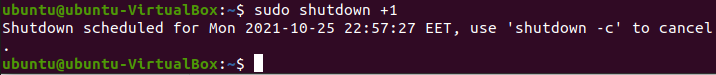 ubuntu@ubuntu-VirtualBox:~$ sudo shutdown +1
Shutdown scheduled for Mon 2021-10-25 22:57:27 EET, use 'shutdown -c' to cancel
.
ubuntu@ubuntu-VirtualBox:~$